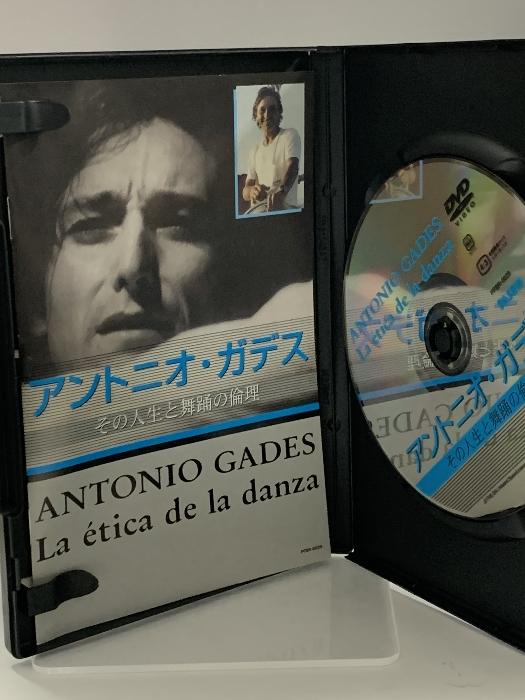 アントニオ・ガデス
その人生と舞踊の倫理
ANTONIO GADES
La ética de la danza
DVD
VIDEO
ANTONIO GADES
La ética de la danza
4:3
アントニオ・ガデ
その人生と舞踊の倫